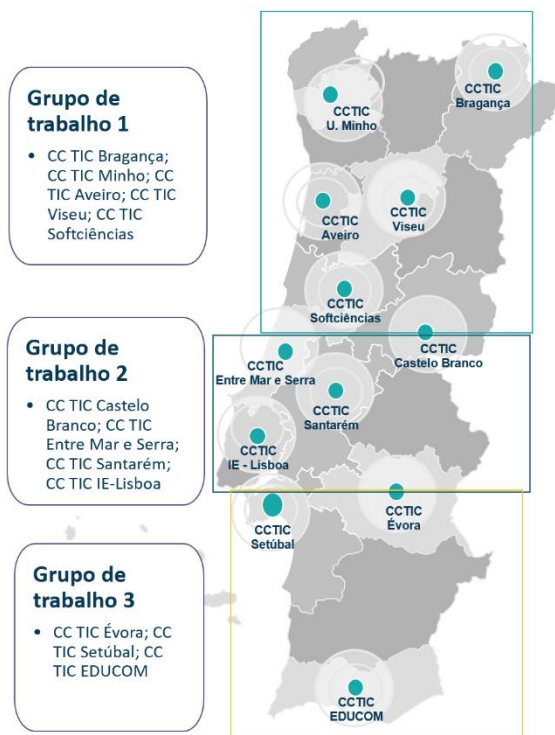 Grupo de
trabalho 1
• CC TIC Bragança;
CC TIC Minho; CC
TIC Aveiro; CC TIC
Viseu; CC TIC
Softciências
Grupo de
trabalho 2
• CC TIC Castelo
Branco; CC TIC
Entre Mar e Serra;
CC TIC Santarém;
CC TIC IE-Lisboa
Grupo de
trabalho 3
• CC TIC Évora; CC
TIC Setúbal; CC
TIC EDUCOM
CCTIC
Bragança
CCTIC
U. Minho
CCTIC
Aveiro
CCTIC
Viseu
CCTIC
Softciências
CCTIC
Castelo Branco
CCTIC
Entre Mar e Serra
CCTIC
Santarém
CCTIC
IE - Lisboa
CCTIC
Évora
CCTIC
Setúbal
CCTIC
EDUCOM